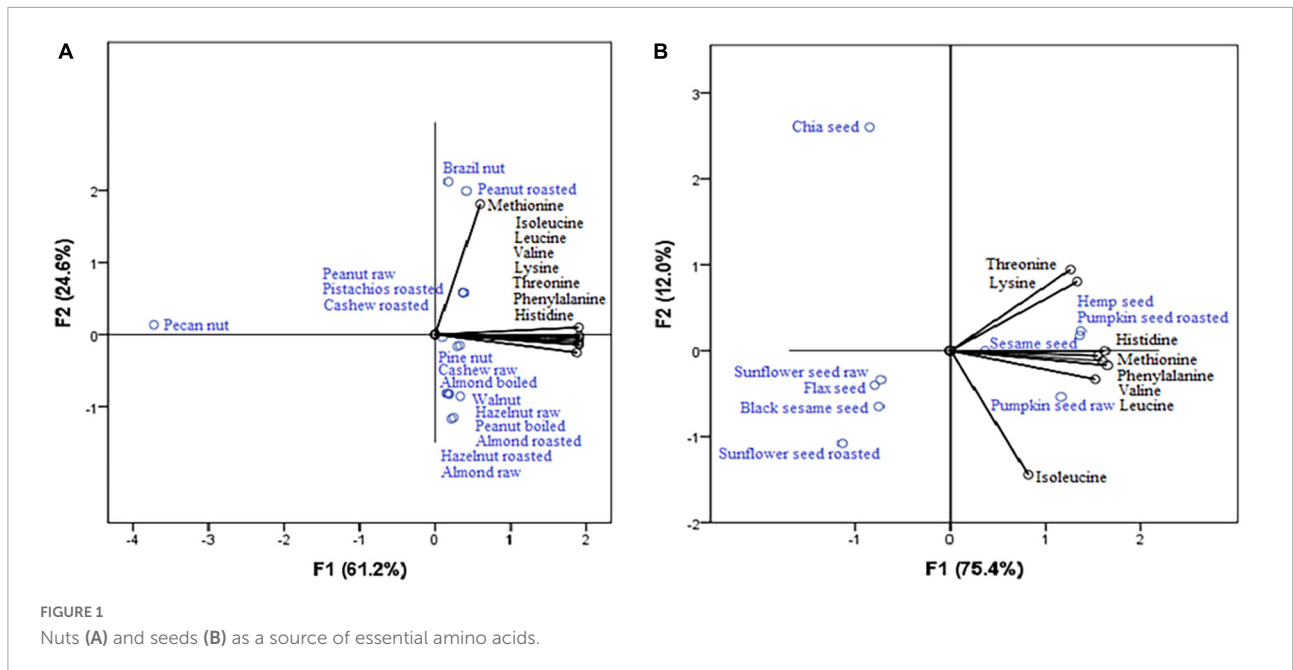 A
B
F2 (24.6%)
2
1
0
-1
Brazil nut
Peanut roasted
Methionine
Isoleucine
Leucine
Valine
Lysine
Threonine
Phenylalanine
Histidine
Peanut raw
Pistachios roasted
Cashew roasted
Pecan nut
Pine nut
Cashew raw
Almond boiled
Walnut
Hazelnut raw
Peanut boiled
Almond roasted
Hazelnut roasted
Almond raw
-4 -3 -2 -1 0 1 2
F1 (61.2%)
F2 (12.0%)
3
2
1
0
-1
-2
Chia seed
Threonine
Lysine
Hemp seed
Pumpkin seed roasted
Histidine
Sesame seed
Methionine
Phenylalanine
Valine
Leucine
Sunflower seed raw
Flax seed
Black sesame seed
Pumpkin seed raw
Sunflower seed roasted
Isoleucine
-1 0 1 2
F1 (75.4%)
FIGURE 1
Nuts (A) and seeds (B) as a source of essential amino acids.